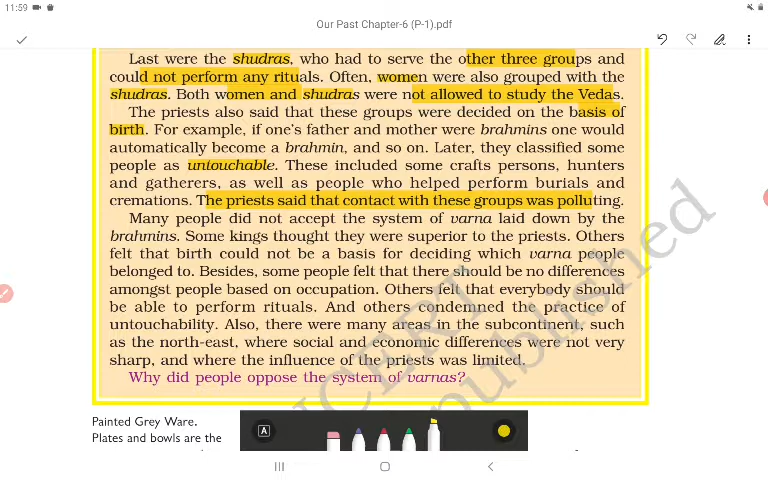 11:59
Our Past Chapter-6 (P-1).pdf
Last were the shudras, who had to serve the other three groups and
could not perform any rituals. Often, women were also grouped with the
shudras. Both women and shudras were not allowed to study the Vedas.
The priests also said that these groups were decided on the basis of
birth. For example, if one's father and mother were brahmins one would
automatically become a brahmin, and so on. Later, they classified some
people as untouchable. These included some crafts persons, hunters
and gatherers, as well as people who helped perform burials and
cremations. The priests said that contact with these groups was polluting.
Many people did not accept the system of varna laid down by the
brahmins. Some kings thought they were superior to the priests. Others
felt that birth could not be a basis for deciding which varna people
belonged to. Besides, some people felt that there should be no differences
amongst people based on occupation. Others felt that everybody should
be able to perform rituals. And others condemned the practice of
untouchability. Also, there were many areas in the subcontinent, such
as the north-east, where social and economic differences were not very
sharp, and where the influence of the priests was limited.
Why did people oppose the system of varnas?
Painted Grey Ware.
Plates and bowls are the
A
NCERT
published